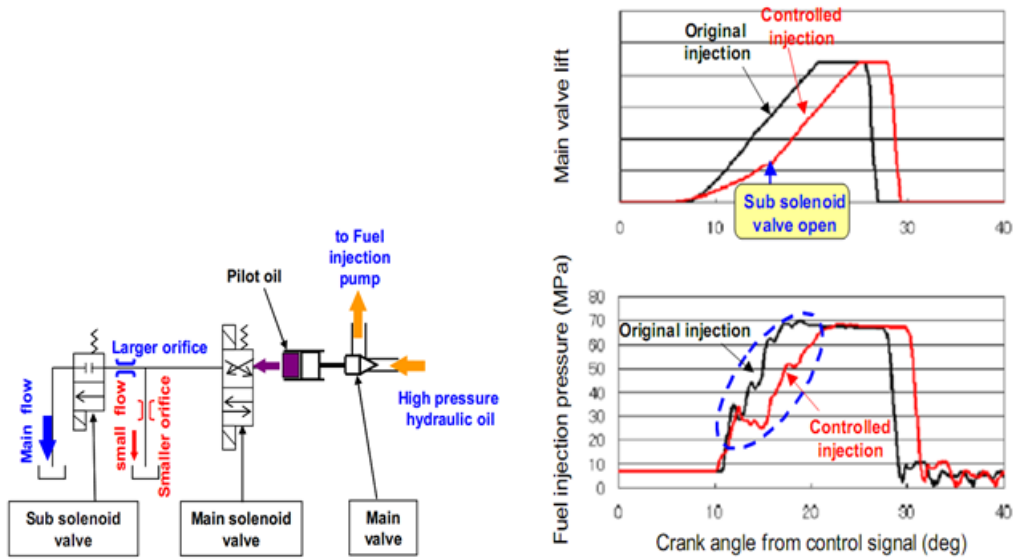 to Fuel
injection
pump
Pilot oil
Larger orifice
Main flow
small flow
Smaller orifice
High pressure
hydraulic oil
Sub solenoid
valve
Main solenoid
valve
Main
valve
Main valve lift
Original
injection
Controlled
injection
Sub solenoid
valve open
0
10
20
30
40
Fuel injection pressure (MPa)
80
70
60
50
40
30
20
10
0
Original injection
Controlled
injection
0
10
20
30
40
Crank angle from control signal (deg)